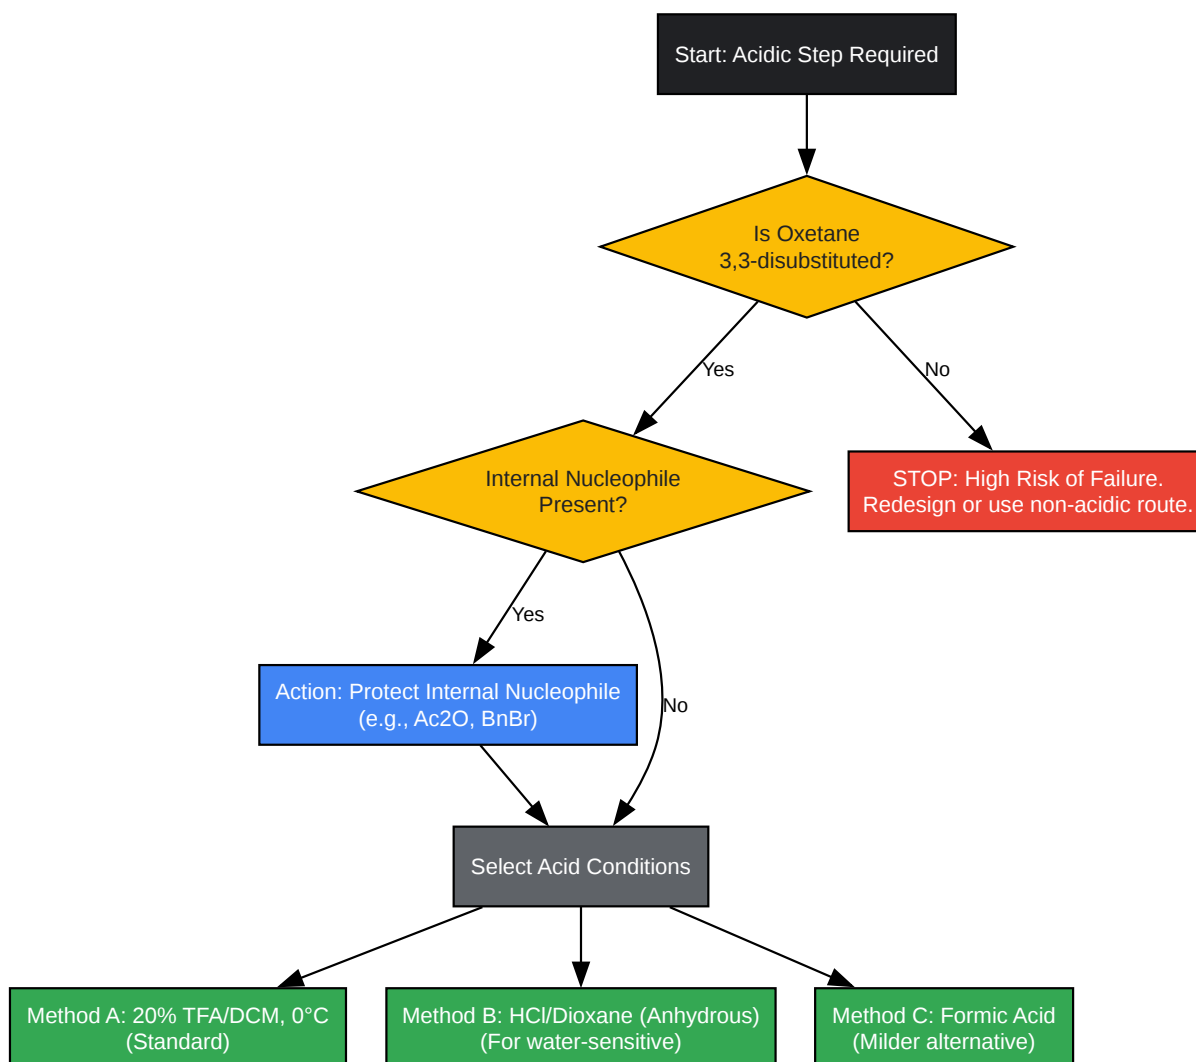 Start: Acidic Step Required
Is Oxetane
3,3-disubstituted?
Yes
No
Internal Nucleophile
Present?
STOP: High Risk of Failure.
Redesign or use non-acidic route.
Yes
Action: Protect Internal Nucleophile
(e.g., Ac2O, BnBr)
No
Select Acid Conditions
Method A: 20% TFA/DCM, 0°C
(Standard)
Method B: HCl/Dioxane (Anhydrous)
(For water-sensitive)
Method C: Formic Acid
(Milder alternative)